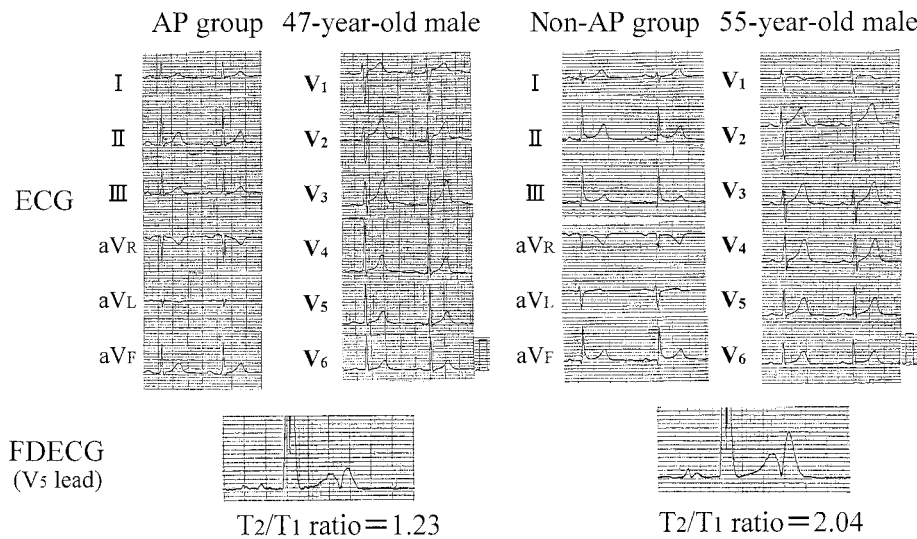 AP group 47-year-old male Non-AP group 55-year-old male
I V1 I V1
II V2 II V2
III V3 III V3
ECG
aVR V4 aVR V4
aVL V5 aVL V5
aVF V6 aVF V6
FDECG
(V5 lead)
T2/T1 ratio=1.23 T2/T1 ratio=2.04